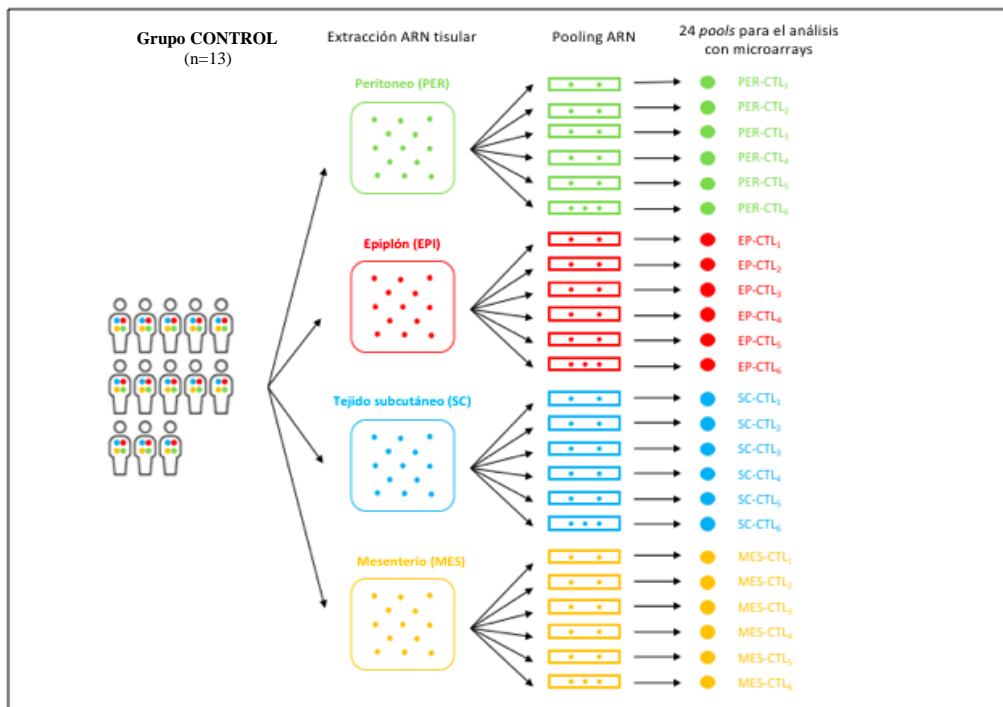 Grupo CONTROL
(n=13)
Extracción ARN tisular
Pooling ARN
24 pools para el análisis
con microarrays
Peritoneo (PER)
PER-CTL₁
PER-CTL₂
PER-CTL₃
PER-CTL₄
PER-CTL₅
PER-CTL₆
Epiplón (EPI)
EP-CTL₁
EP-CTL₂
EP-CTL₃
EP-CTL₄
EP-CTL₅
EP-CTL₆
Tejido subcutáneo (SC)
SC-CTL₁
SC-CTL₂
SC-CTL₃
SC-CTL₄
SC-CTL₅
SC-CTL₆
Mesenterio (MES)
MES-CTL₁
MES-CTL₂
MES-CTL₃
MES-CTL₄
MES-CTL₅
MES-CTL₆